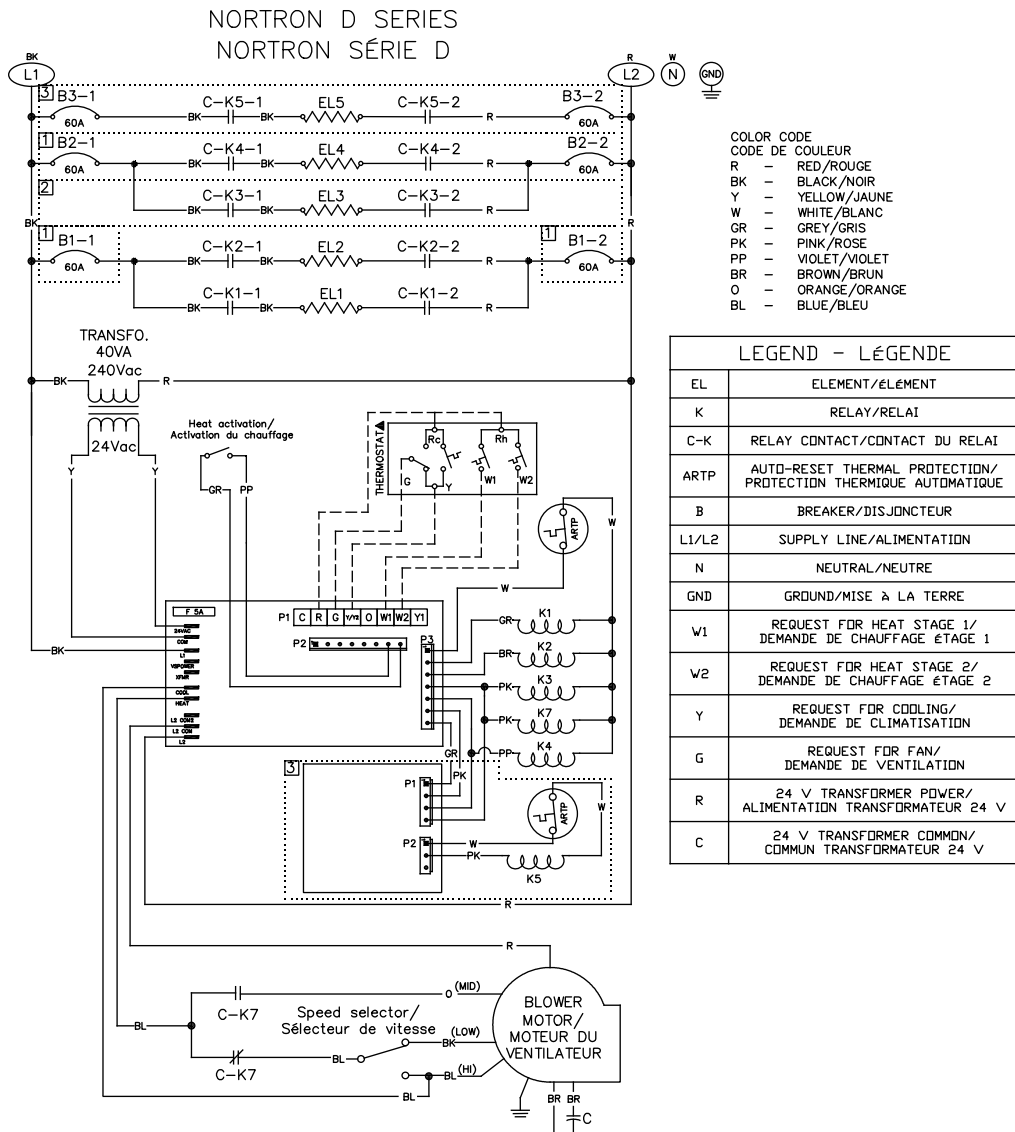 NORTRON D SERIES
NORTRON SÉRIE D
BK R W
L1 L2 N GND
3 B3-1 C-K5-1 EL5 C-K5-2 B3-2
60A BK BK R 60A
1 B2-1 C-K4-1 EL4 C-K4-2 B2-2
60A BK BK R 60A
2 C-K3-1 EL3 C-K3-2
BK BK R
BK R
1 B1-1 C-K2-1 EL2 C-K2-2 1 B1-2
60A BK BK R 60A
C-K1-1 EL1 C-K1-2
BK BK R
COLOR CODE
CODE DE COULEUR
R – RED/ROUGE
BK – BLACK/NOIR
Y – YELLOW/JAUNE
W – WHITE/BLANC
GR – GREY/GRIS
PK – PINK/ROSE
PP – VIOLET/VIOLET
BR – BROWN/BRUN
O – ORANGE/ORANGE
BL – BLUE/BLEU
LEGEND – LÉGENDE
EL ELEMENT/ÉLÉMENT
K RELAY/RELAI
C-K RELAY CONTACT/CONTACT DU RELAI
ARTP AUTO-RESET THERMAL PROTECTION/
PROTECTION THERMIQUE AUTOMATIQUE
B BREAKER/DISJONCTEUR
L1/L2 SUPPLY LINE/ALIMENTATION
N NEUTRAL/NEUTRE
GND GROUND/MISE À LA TERRE
W1 REQUEST FOR HEAT STAGE 1/
DEMANDE DE CHAUFFAGE ÉTAGE 1
W2 REQUEST FOR HEAT STAGE 2/
DEMANDE DE CHAUFFAGE ÉTAGE 2
Y REQUEST FOR COOLING/
DEMANDE DE CLIMATISATION
G REQUEST FOR FAN/
DEMANDE DE VENTILATION
R 24 V TRANSFORMER POWER/
ALIMENTATION TRANSFORMATEUR 24 V
C 24 V TRANSFORMER COMMON/
COMMUN TRANSFORMATEUR 24 V
TRANSFO.
40VA
240Vac
BK R
24Vac
Y Y
Heat activation/
Activation du chauffage
GR PP
THERMOSTAT
Rc Rh
G Y W1 W2
ARTP W
W
F 5A
24VAC
COM
L1
VSPOWER
XFMR
COOL
HEAT
L2 COM2
L2 COM
L2
BK
P1 C R G Y/Y2 O W1 W2 Y1
P2
P3
GR K1
BR K2
PK K3
PK K7
PP K4
GR
PK
3
P1
ARTP W
P2 W
PK K5
R
R
C-K7 O (MID)
Speed selector/
Sélecteur de vitesse
BL
BK (LOW)
BL
C-K7
BL (HI)
BL
BLOWER
MOTOR/
MOTEUR DU
VENTILATEUR
BR BR
C